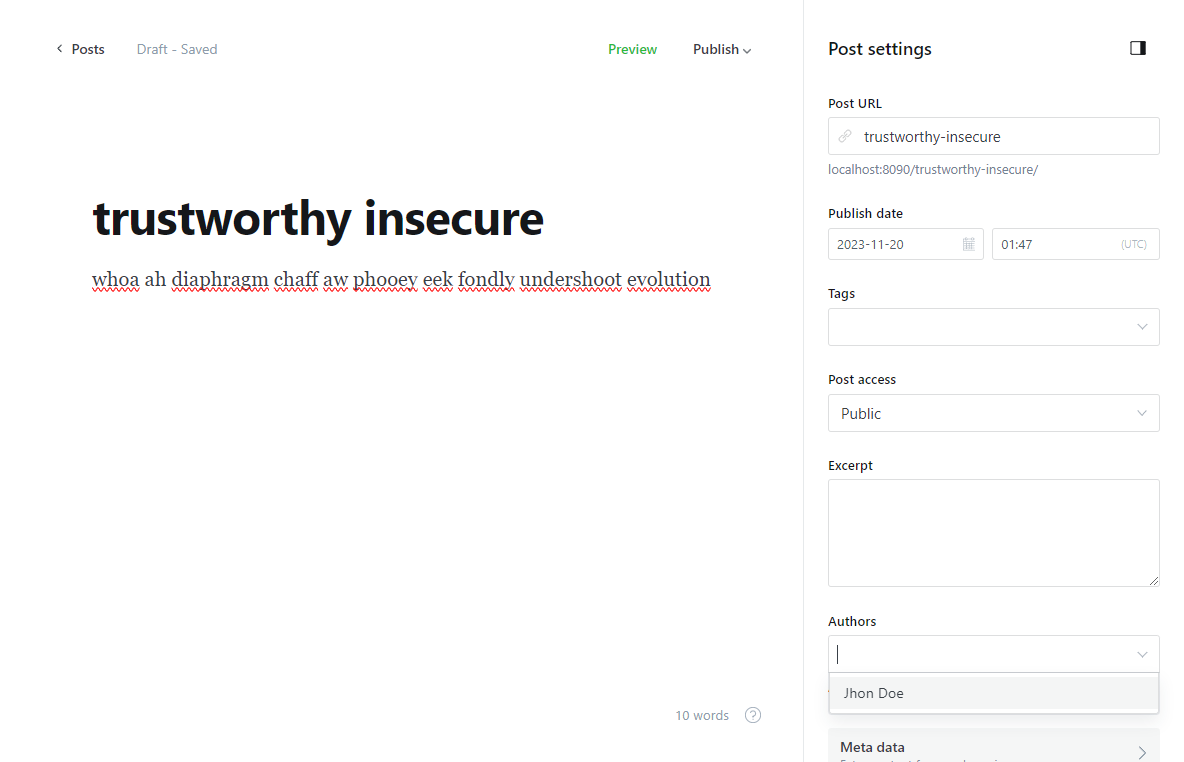 Posts
Draft - Saved
Preview
Publish
trustworthy insecure
whoa ah diaphragm chaff aw phooey eek fondly undershoot evolution
10 words
?
Post settings
Post URL
trustworthy-insecure
localhost:8090/trustworthy-insecure/
Publish date
2023-11-20
01:47
(UTC)
Tags
Post access
Public
Excerpt
Authors
Jhon Doe
Meta data